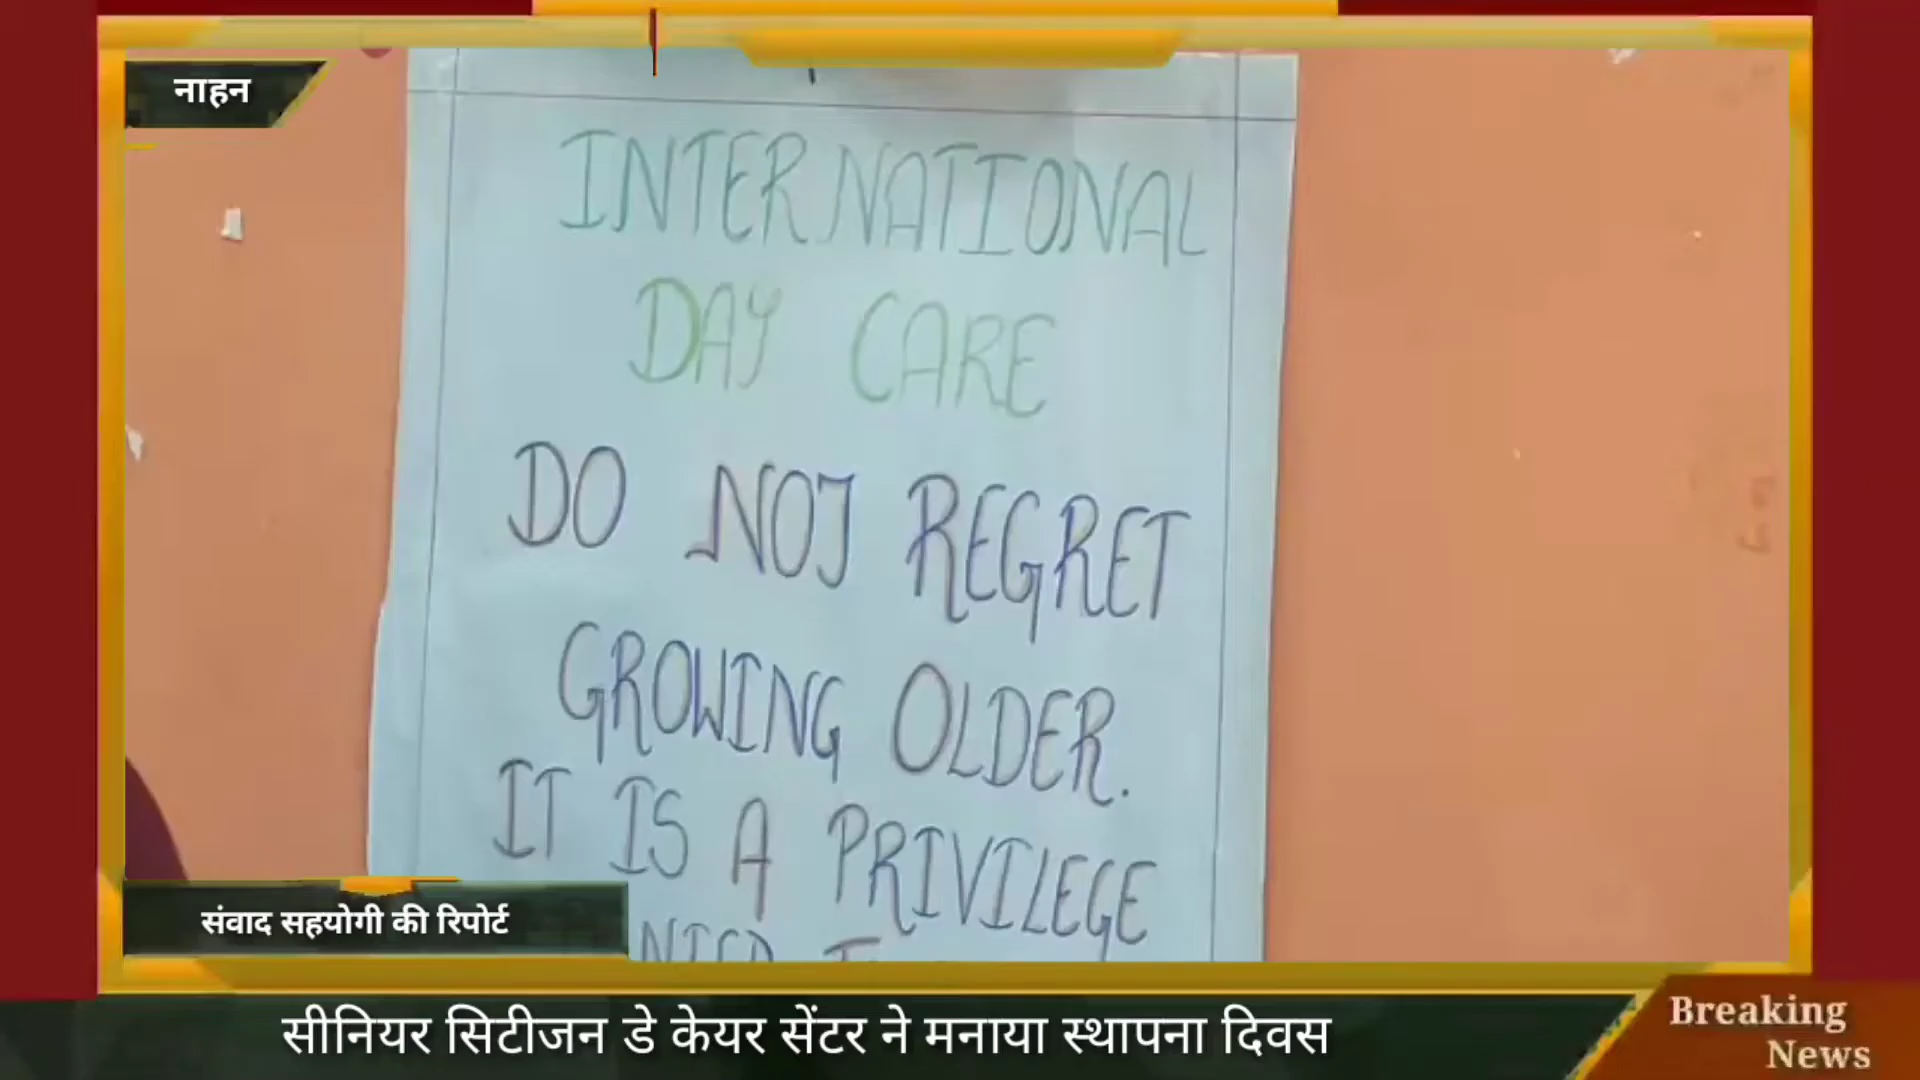 नाहन
INTERNATIONAL
DAY CARE
DO NOT REGRET
GROWING OLDER.
IT IS A PRIVILEGE
संवाद सहयोगी की रिपोर्ट
सीनियर सिटीजन डे केयर सेंटर ने मनाया स्थापना दिवस
Breaking
News